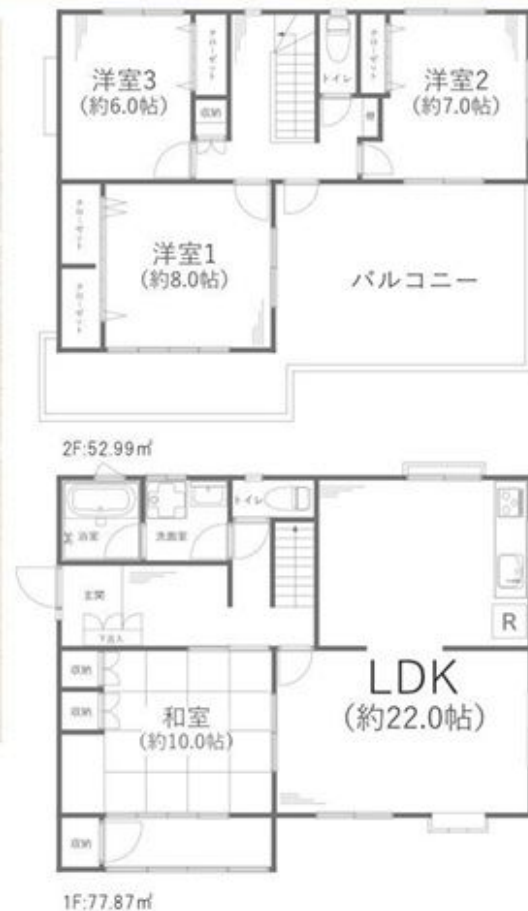 洋室3
(約6.0帖)
クローゼット
収納
トイレ
クローゼット
洋室2
(約7.0帖)
クローゼット
クローゼット
洋室1
(約8.0帖)
バルコニー
2F:52.99㎡
浴室
洗面室
トイレ
玄関
下足入
R
LDK
(約22.0帖)
収納
収納
和室
(約10.0帖)
収納
1F:77.87㎡